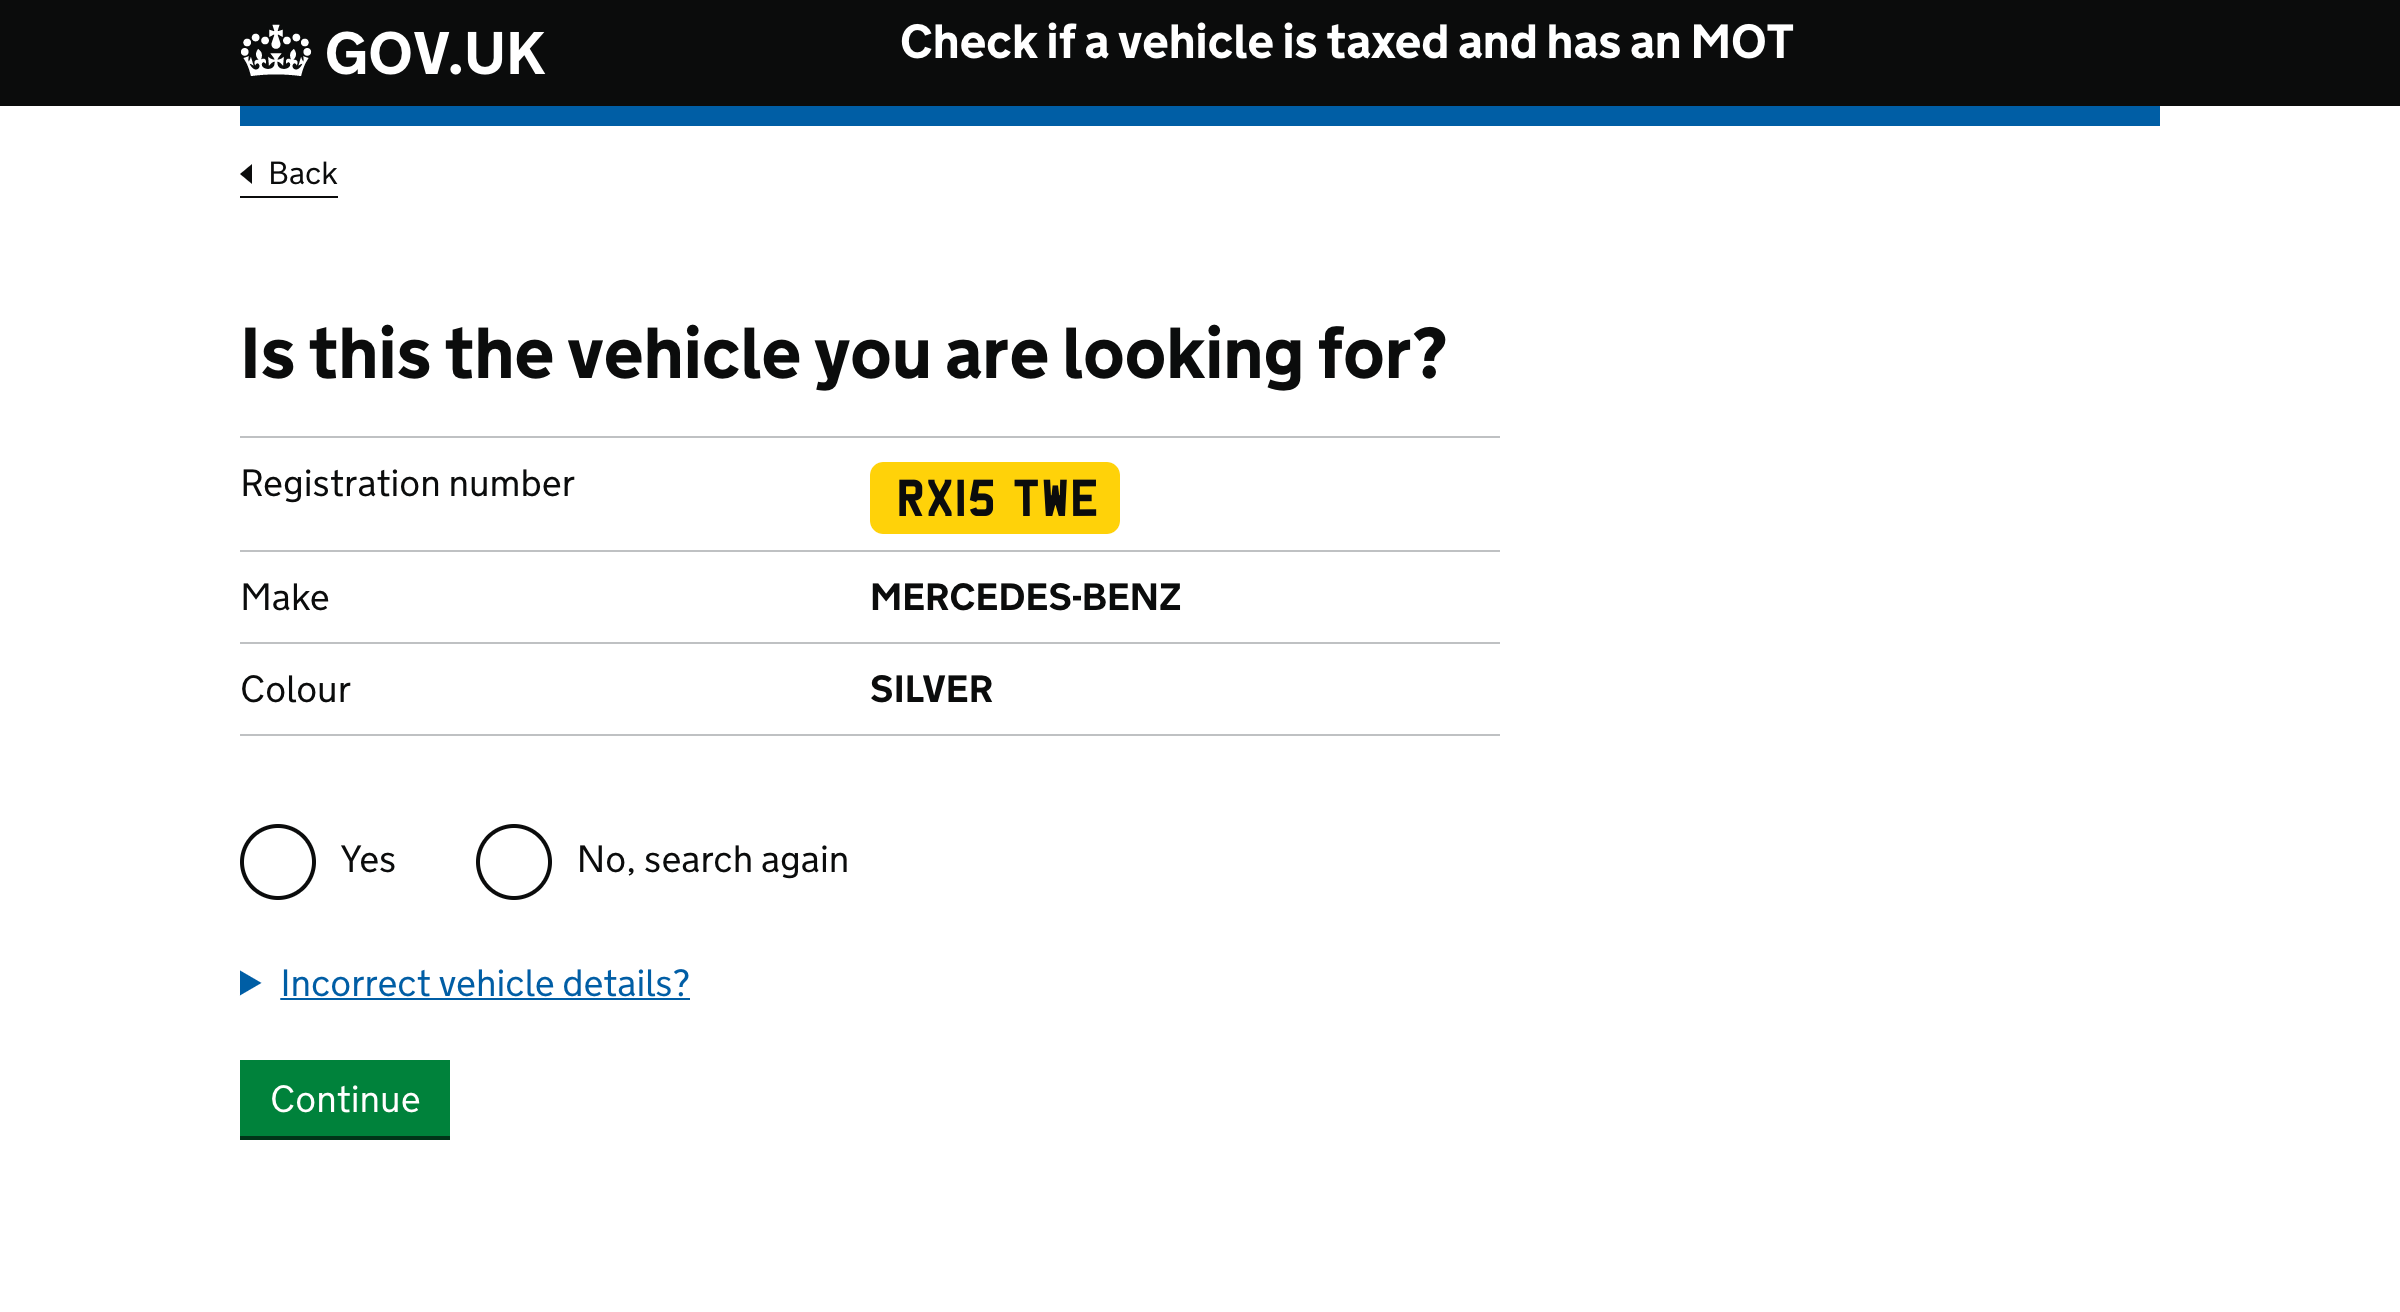 GOV.UK
Check if a vehicle is taxed and has an MOT
Back
Is this the vehicle you are looking for?
Registration number RX15 TWE
Make MERCEDES-BENZ
Colour SILVER
Yes No, search again
Incorrect vehicle details?
Continue